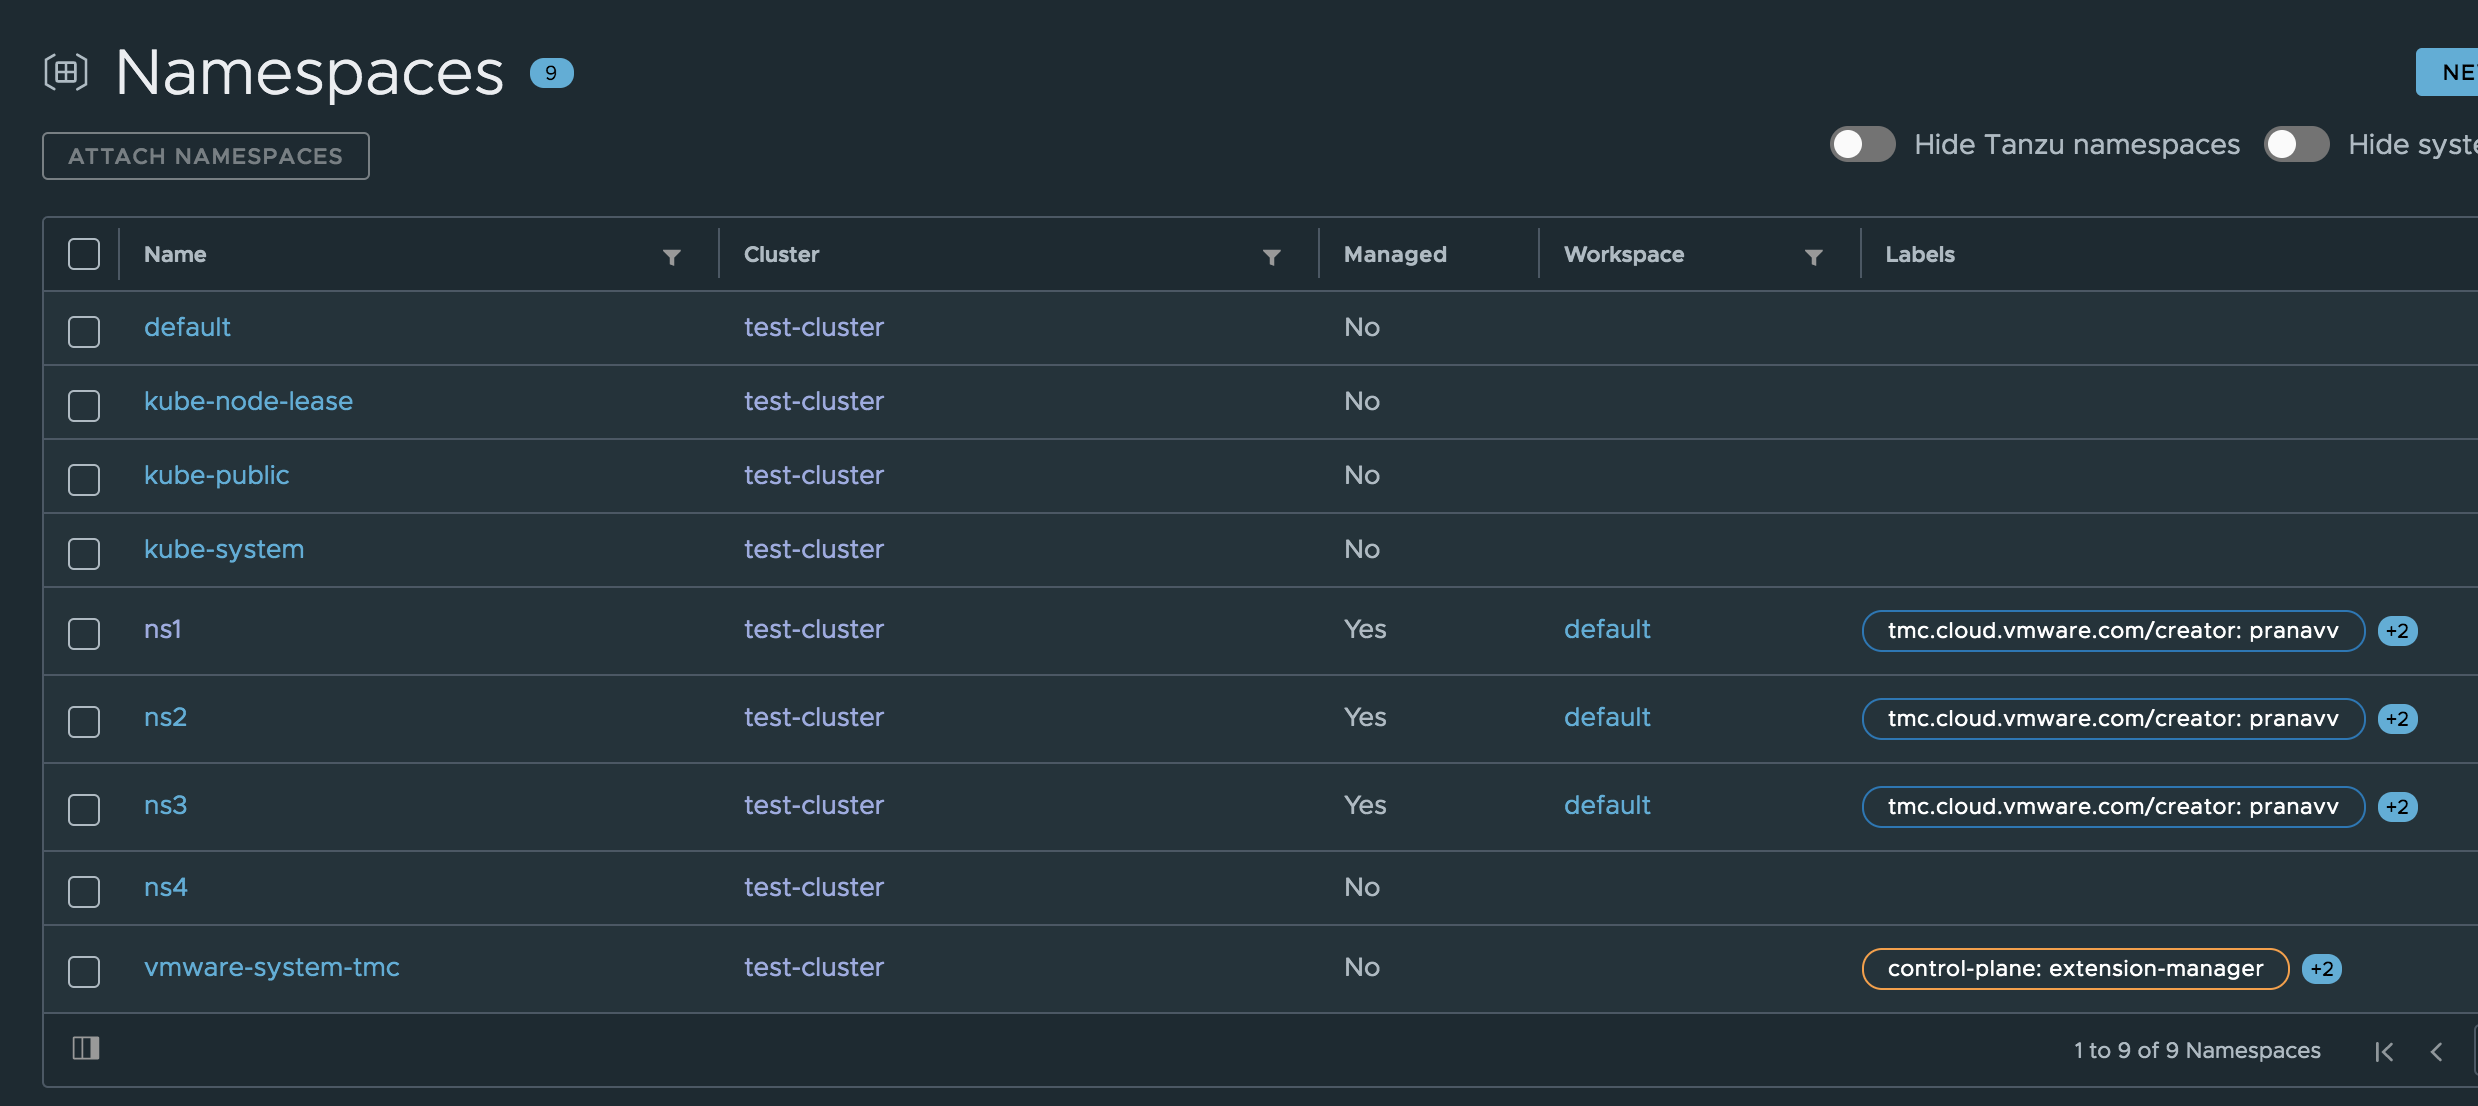 Namespaces 9
NE
ATTACH NAMESPACES
Hide Tanzu namespaces Hide syste
Name Cluster Managed Workspace Labels
default test-cluster No
kube-node-lease test-cluster No
kube-public test-cluster No
kube-system test-cluster No
ns1 test-cluster Yes default tmc.cloud.vmware.com/creator: pranavv +2
ns2 test-cluster Yes default tmc.cloud.vmware.com/creator: pranavv +2
ns3 test-cluster Yes default tmc.cloud.vmware.com/creator: pranavv +2
ns4 test-cluster No
vmware-system-tmc test-cluster No control-plane: extension-manager +2
1 to 9 of 9 Namespaces